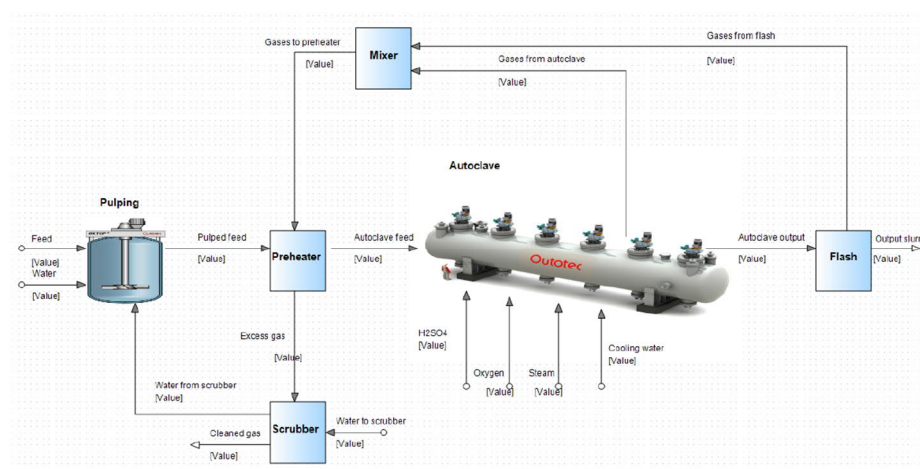 Gases to preheater
[Value]
Mixer
Gases from flash
[Value]
Gases from autoclave
[Value]
Autoclave
Pulping
Feed
[Value]
Water
[Value]
Pulped feed
[Value]
Preheater
Autoclave feed
[Value]
Outotec
Autoclave output
[Value]
Flash
Output slurr
[Value]
H2SO4
[Value]
Oxygen
[Value]
Steam
[Value]
Cooling water
[Value]
Excess gas
[Value]
Water from scrubber
[Value]
Scrubber
Water to scrubber
[Value]
Cleaned gas
[Value]